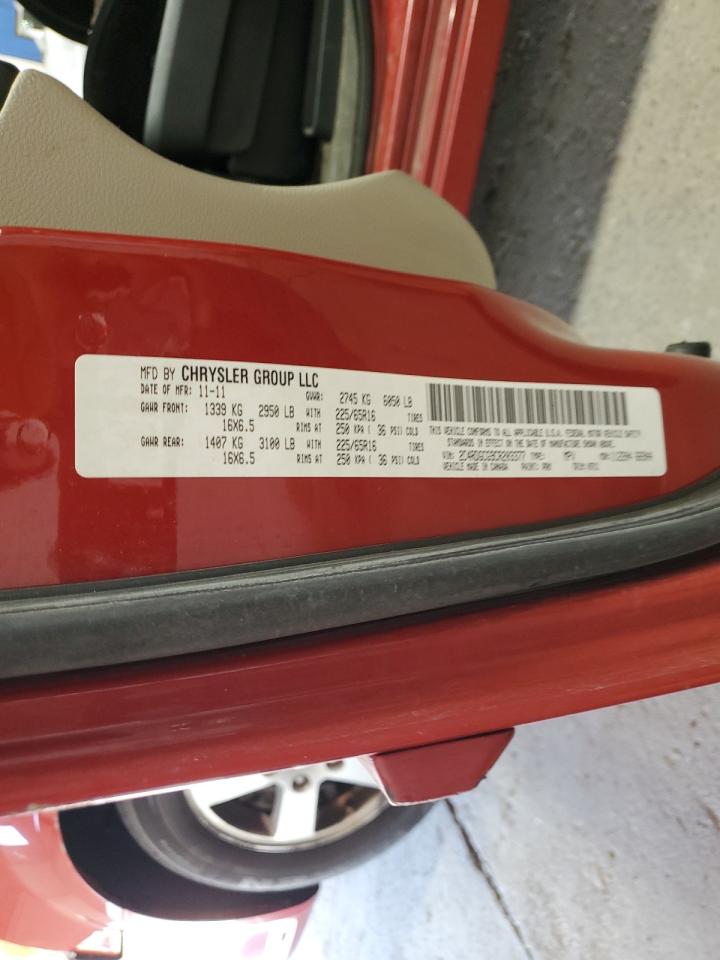 MFD BY CHRYSLER GROUP LLC
DATE OF MFR: 11-11 GVWR: 2745 KG 6050 LB
GAWR FRONT: 1339 KG 2950 LB WITH 225/65R16 TIRES
16X6.5 RIMS AT 250 KPA ( 36 PSI) COLD
GAWR REAR: 1407 KG 3100 LB WITH 225/65R16 TIRES
16X6.5 RIMS AT 250 KPA ( 36 PSI) COLD
THIS VEHICLE CONFORMS TO ALL APPLICABLE U.S.A. FEDERAL MOTOR VEHICLE SAFETY
STANDARDS IN EFFECT ON THE DATE OF MANUFACTURE SHOWN ABOVE.
VIN: TYPE: MPV MDH:
VEHICLE MADE IN CANADA PAINT: TRIM: